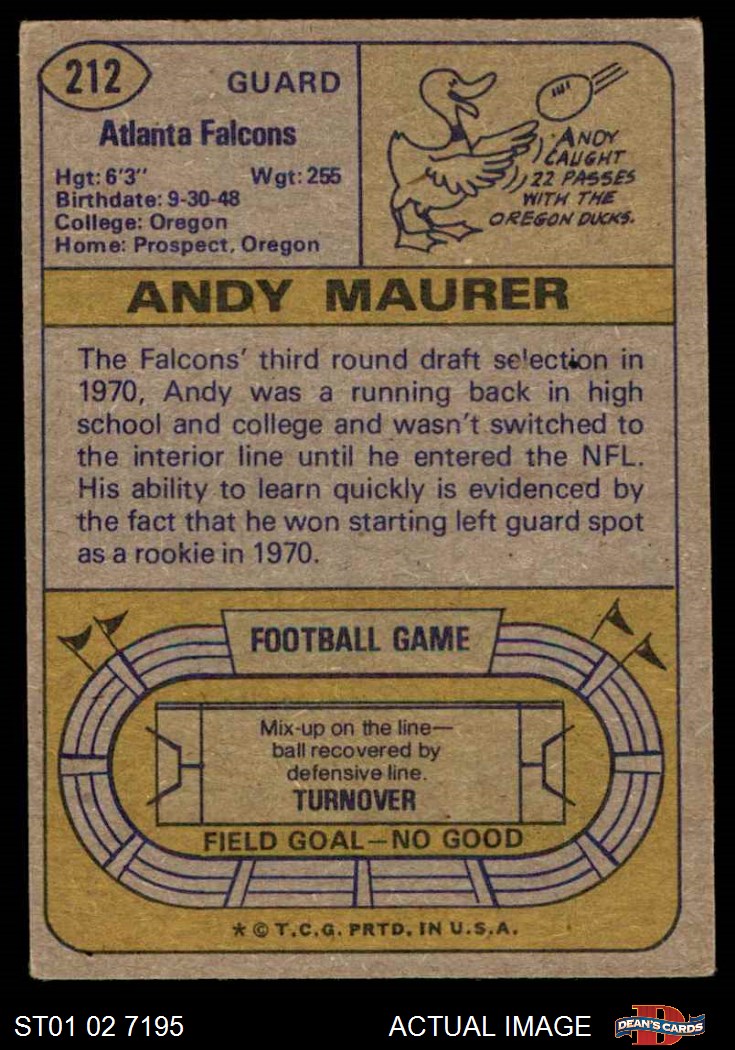 212
GUARD
Atlanta Falcons
Hgt: 6'3" Wgt: 255
Birthdate: 9-30-48
College: Oregon
Home: Prospect, Oregon
ANDY
CAUGHT
22 PASSES
WITH THE
OREGON DUCKS.
ANDY MAURER
The Falcons' third round draft selection in
1970, Andy was a running back in high
school and college and wasn't switched to
the interior line until he entered the NFL.
His ability to learn quickly is evidenced by
the fact that he won starting left guard spot
as a rookie in 1970.
FOOTBALL GAME
Mix-up on the line—
ball recovered by
defensive line.
TURNOVER
FIELD GOAL—NO GOOD
* © T.C.G. PRTD. IN U.S.A.
ST01 02 7195 ACTUAL IMAGE
D
DEAN'S CARDS